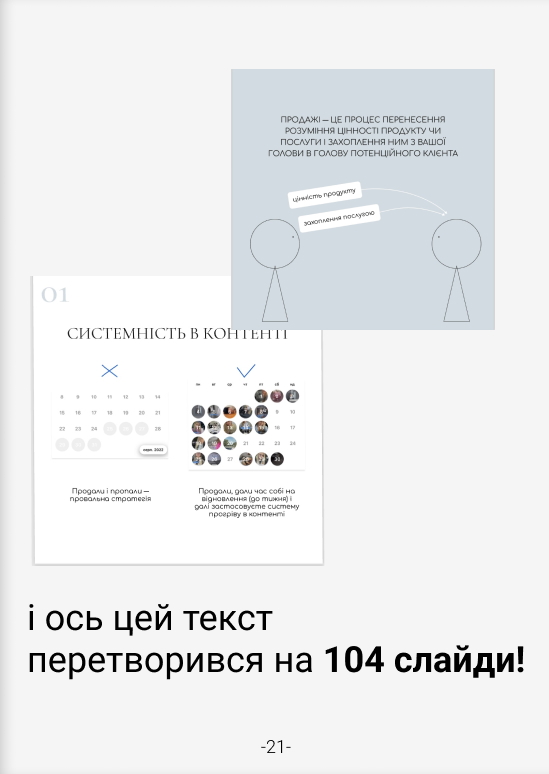 ПРОДАЖІ — ЦЕ ПРОЦЕС ПЕРЕНЕСЕННЯ
РОЗУМІННЯ ЦІННОСТІ ПРОДУКТУ ЧИ
ПОСЛУГИ І ЗАХОПЛЕННЯ НИМ З ВАШОЇ
ГОЛОВИ В ГОЛОВУ ПОТЕНЦІЙНОГО КЛІЄНТА
цінність продукту
захоплення послугою
01
СИСТЕМНІСТЬ В КОНТЕНТІ
8 9 10 11 12 13 14
15 16 17 18 19 20 21
22 23 24 28
серп. 2022
пн вт ср чт пт сб нд
9 10
16 17
21 22 23 24
27
Продали і пропали —
провальна стратегія
Продали, дали час собі на
відновлення (до тижня) і
далі застосовуєте систему
прогріву в контенті
і ось цей текст
перетворився на 104 слайди!
-21-